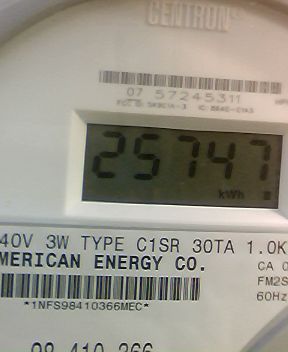 CENTRON
07 57245311
25747
kWh
40V 3W TYPE C1SR 30TA 1.0K
MERICAN ENERGY CO.
CA 0
FM2S
60Hz
*1NFS98410366MEC*
98 410 366